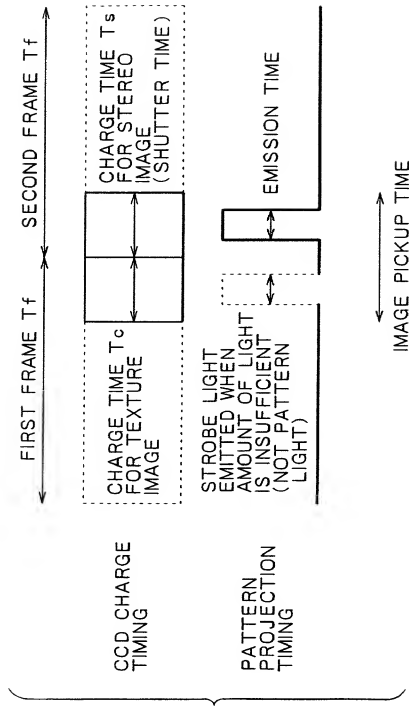 FIRST FRAME Tf
SECOND FRAME Tf
CCD CHARGE
TIMING
CHARGE TIME Tc
FOR TEXTURE
IMAGE
CHARGE TIME Ts
FOR STEREO
IMAGE
(SHUTTER TIME)
PATTERN
PROJECTION
TIMING
STROBE LIGHT
EMITTED WHEN
AMOUNT OF LIGHT
IS INSUFFICIENT
(NOT PATTERN
LIGHT)
EMISSION TIME
IMAGE PICKUP TIME